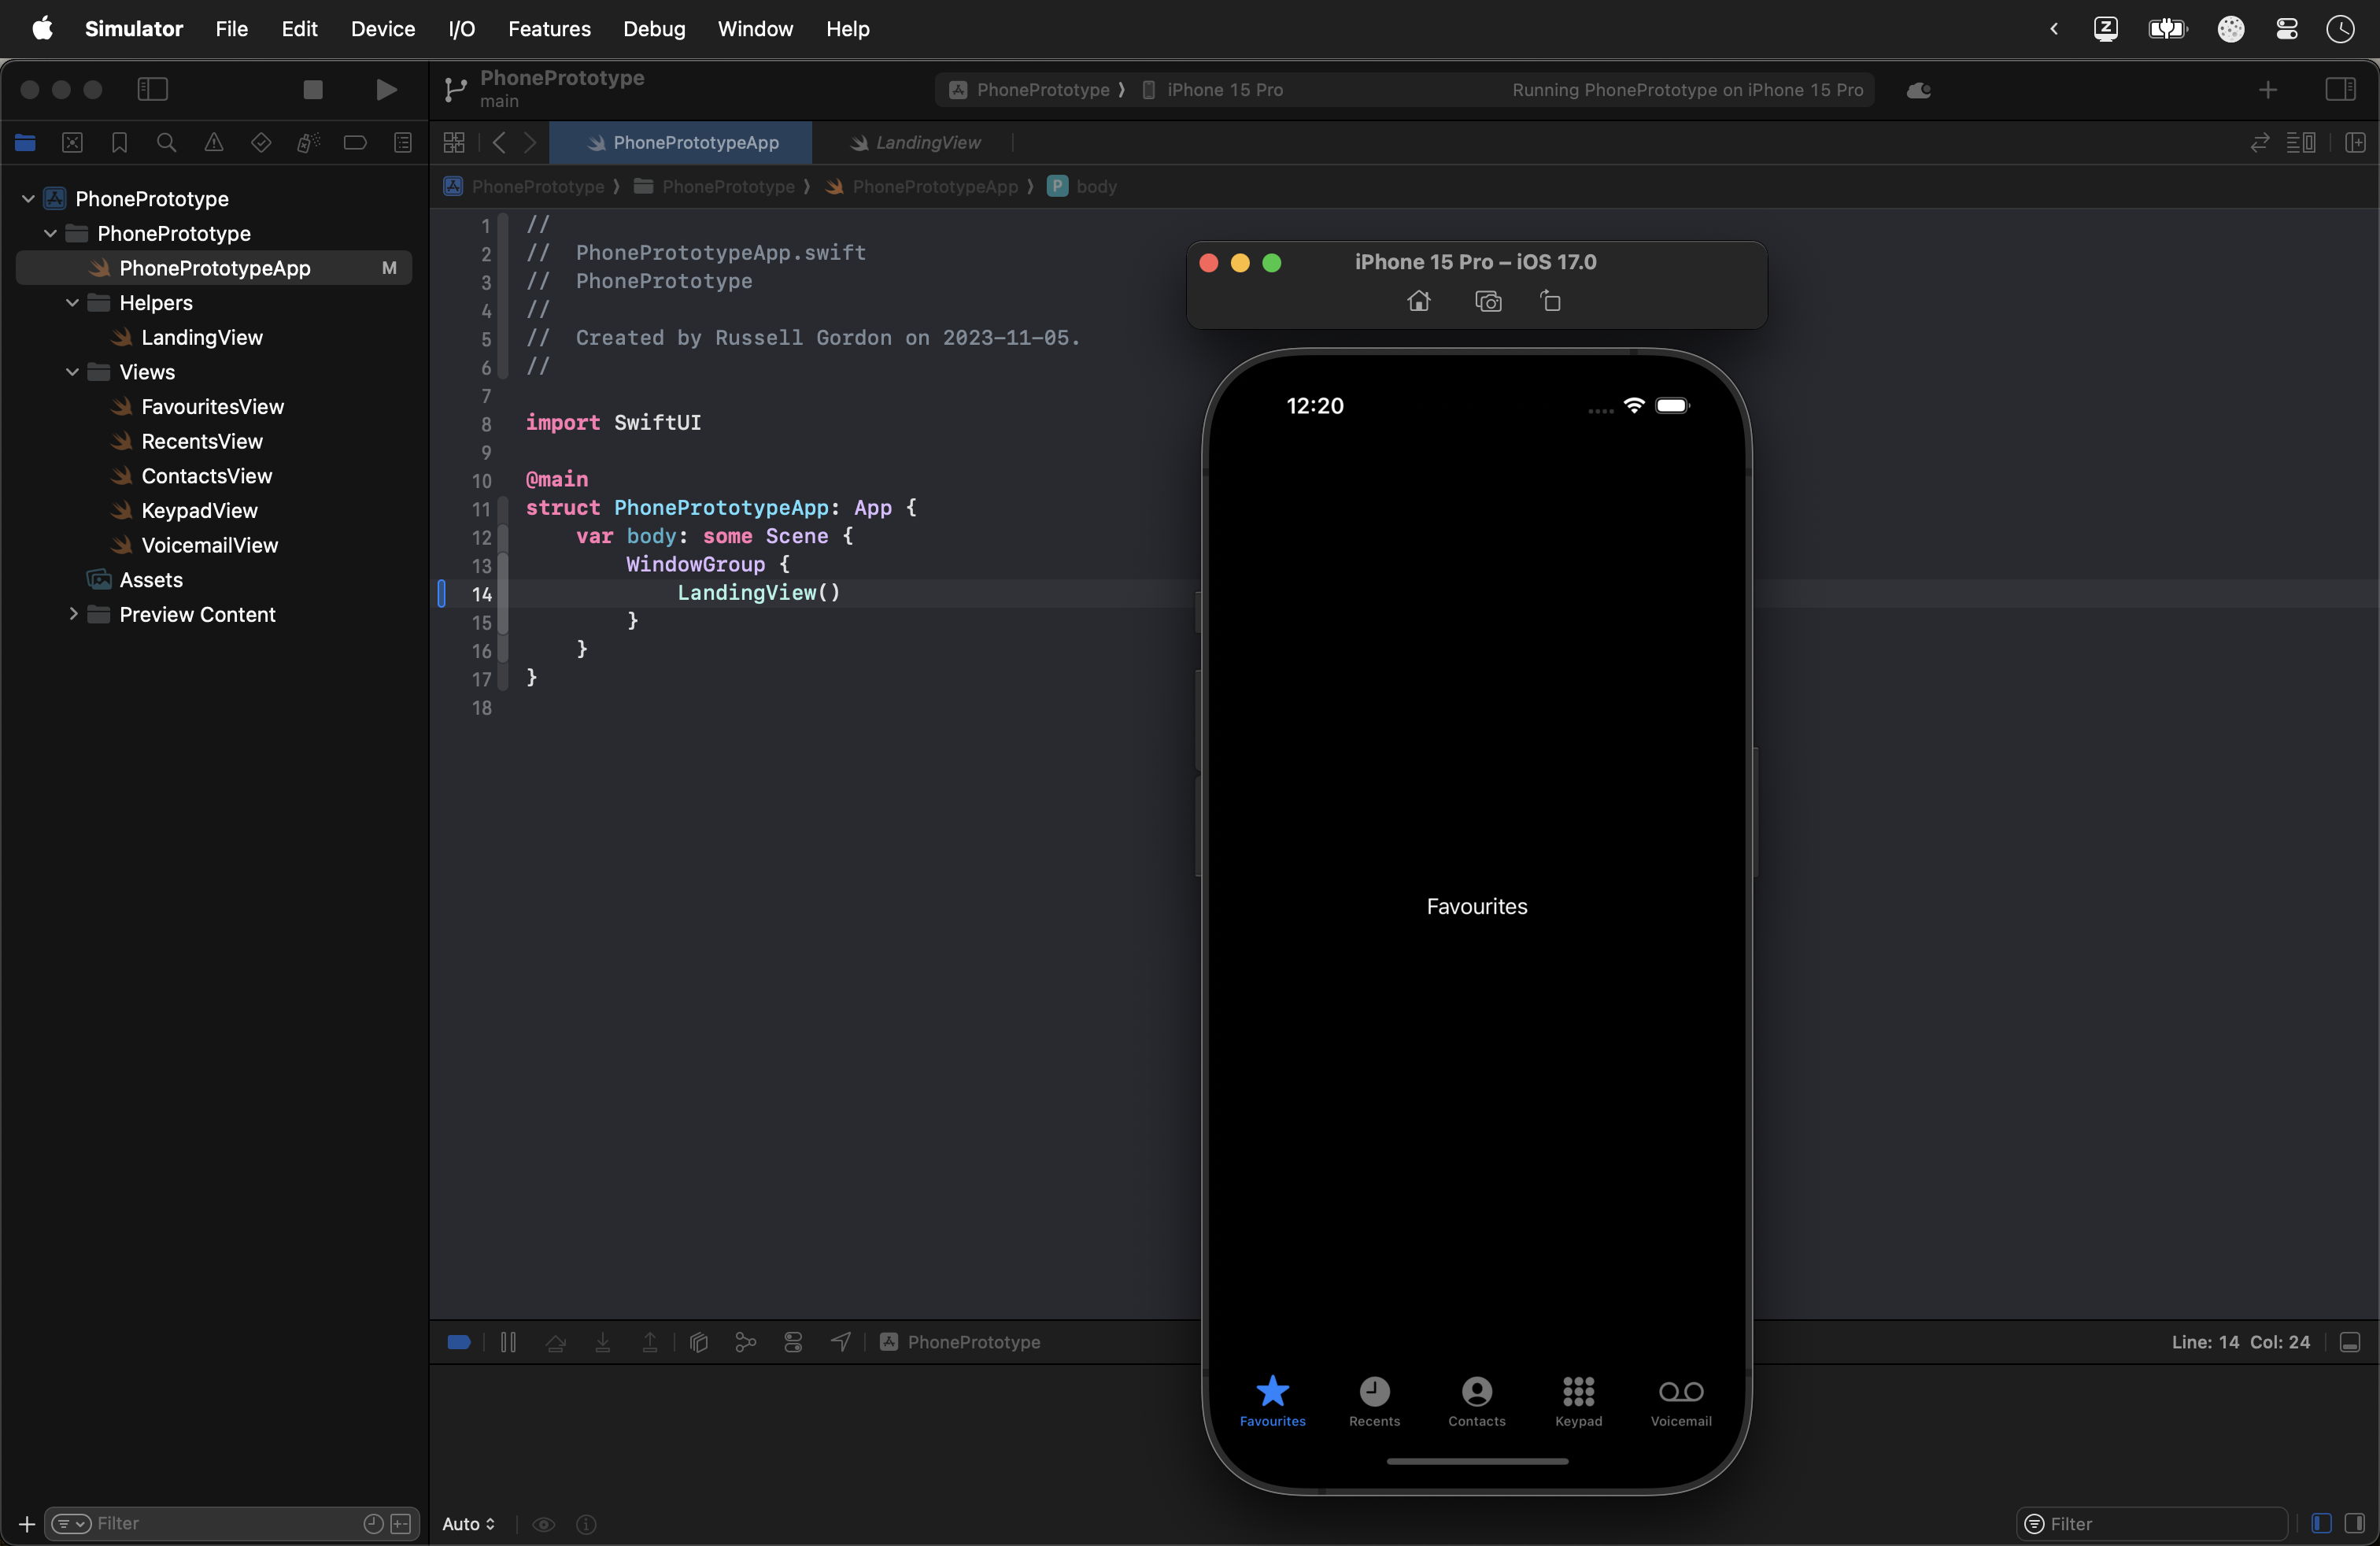 Simulator File Edit Device I/O Features Debug Window Help
PhonePrototype
main
PhonePrototype ⟩ iPhone 15 Pro Running PhonePrototype on iPhone 15 Pro
PhonePrototypeApp LandingView
PhonePrototype ⟩ PhonePrototype ⟩ PhonePrototypeApp ⟩ P body
PhonePrototype
PhonePrototype
PhonePrototypeApp M
Helpers
LandingView
Views
FavouritesView
RecentsView
ContactsView
KeypadView
VoicemailView
Assets
Preview Content
Filter
1 //
2 //  PhonePrototypeApp.swift
3 //  PhonePrototype
4 //
5 //  Created by Russell Gordon on 2023-11-05.
6 //
7
8 import SwiftUI
9
10 @main
11 struct PhonePrototypeApp: App {
12     var body: some Scene {
13         WindowGroup {
14             LandingView()
15         }
16     }
17 }
18
iPhone 15 Pro – iOS 17.0
12:20
Favourites
Favourites Recents Contacts Keypad Voicemail
PhonePrototype
Line: 14 Col: 24
Auto
Filter